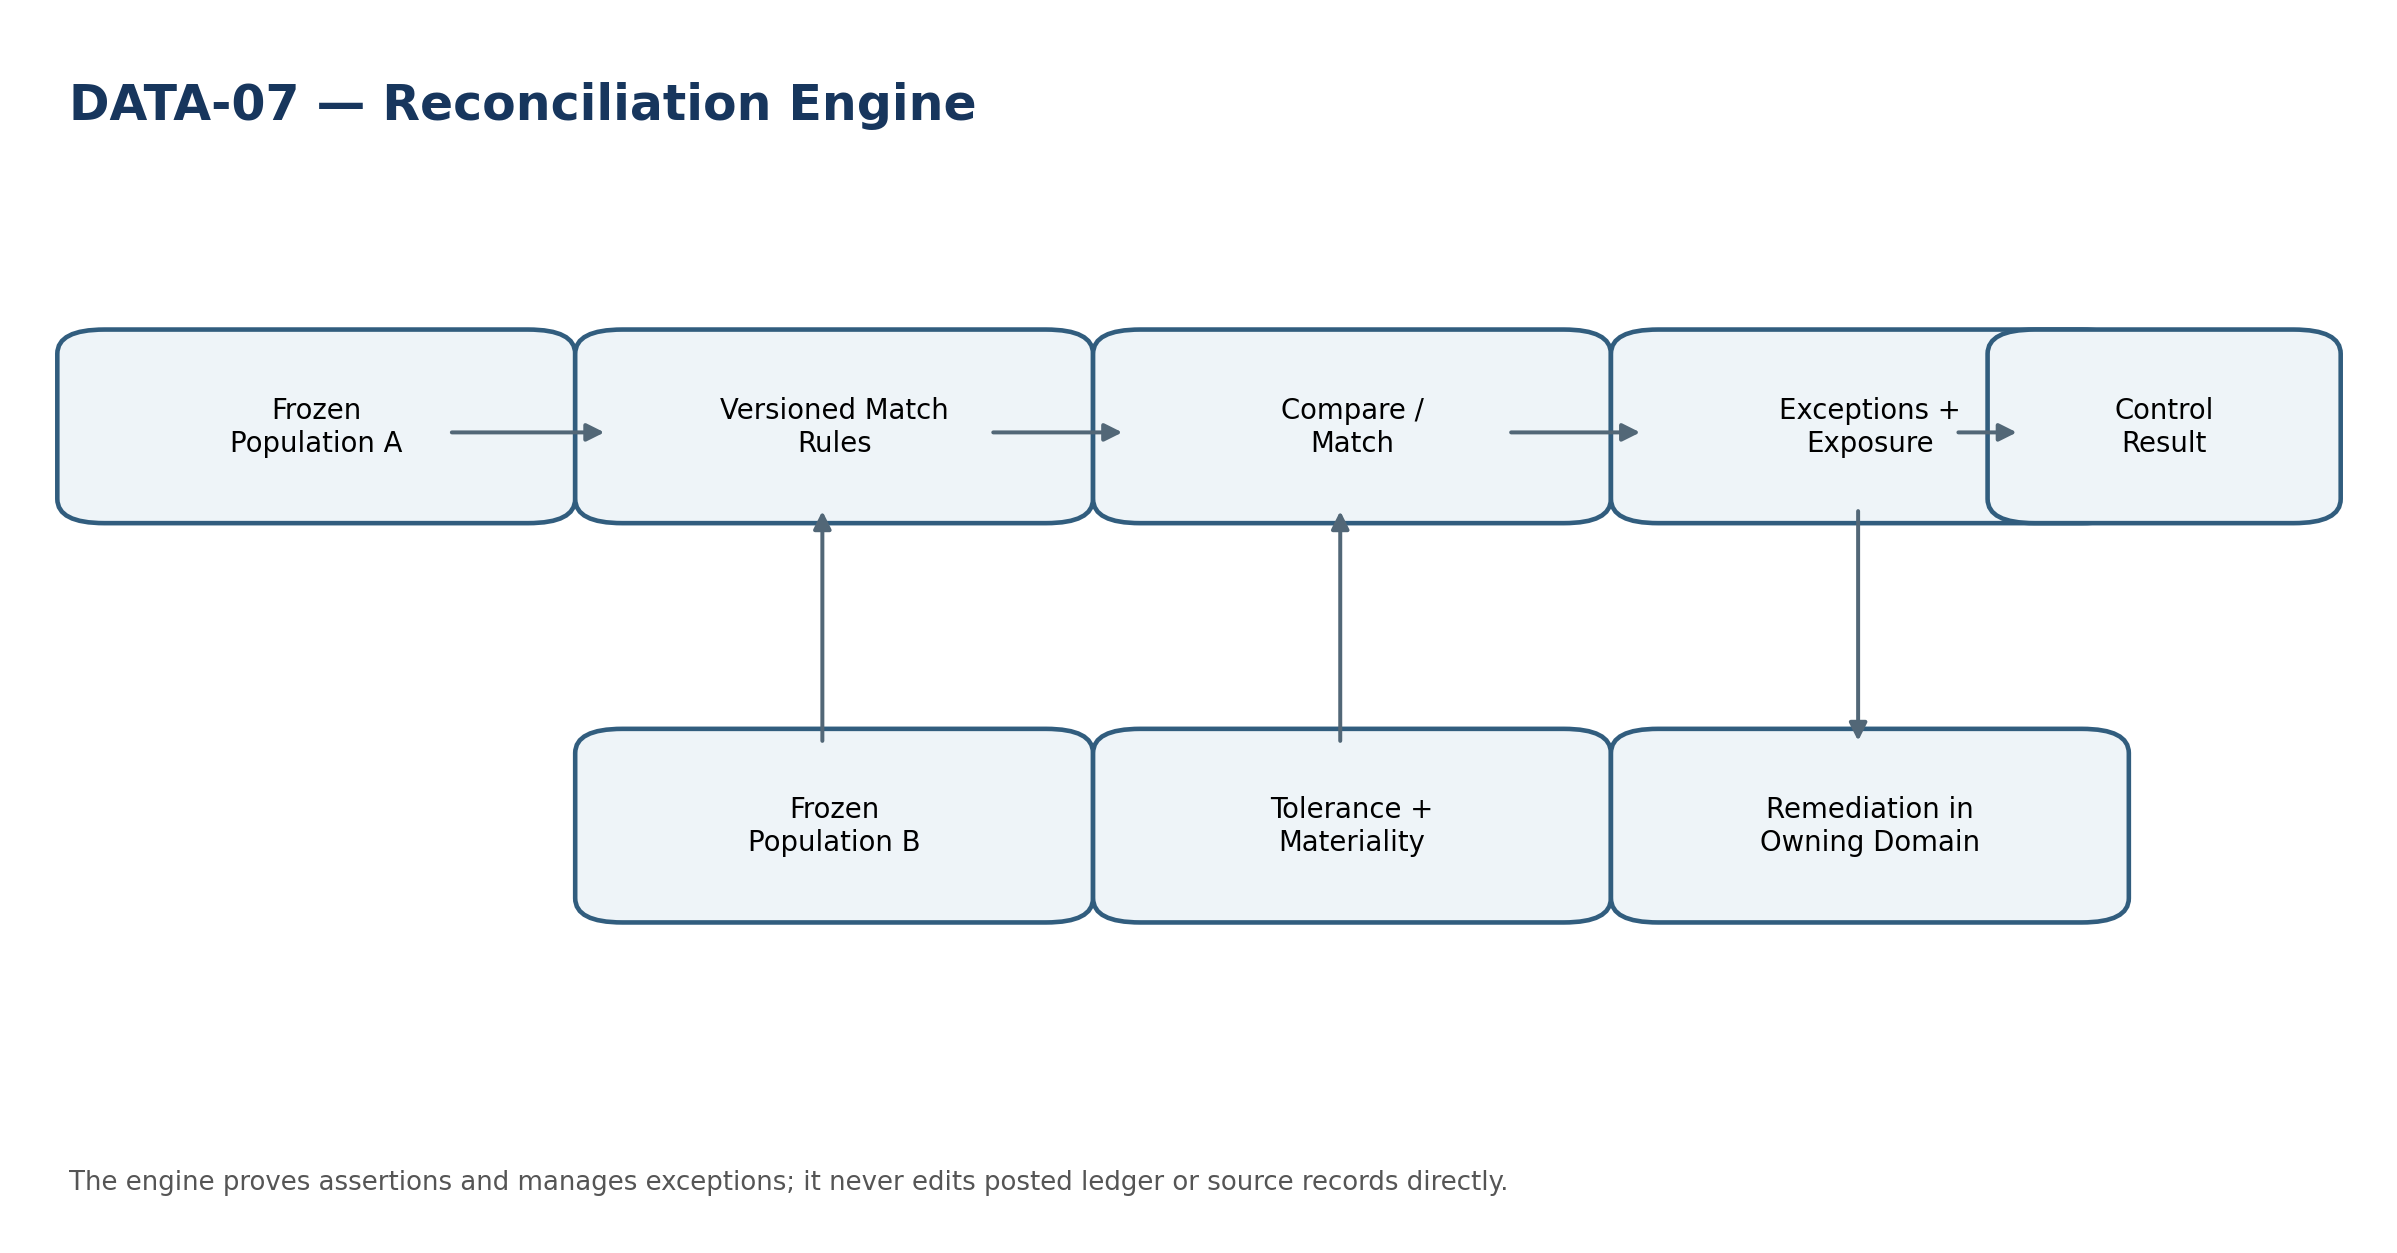 DATA-07 — Reconciliation Engine
Frozen
Population A
Versioned Match
Rules
Compare /
Match
Exceptions +
Exposure
Control
Result
Frozen
Population B
Tolerance +
Materiality
Remediation in
Owning Domain
The engine proves assertions and manages exceptions; it never edits posted ledger or source records directly.